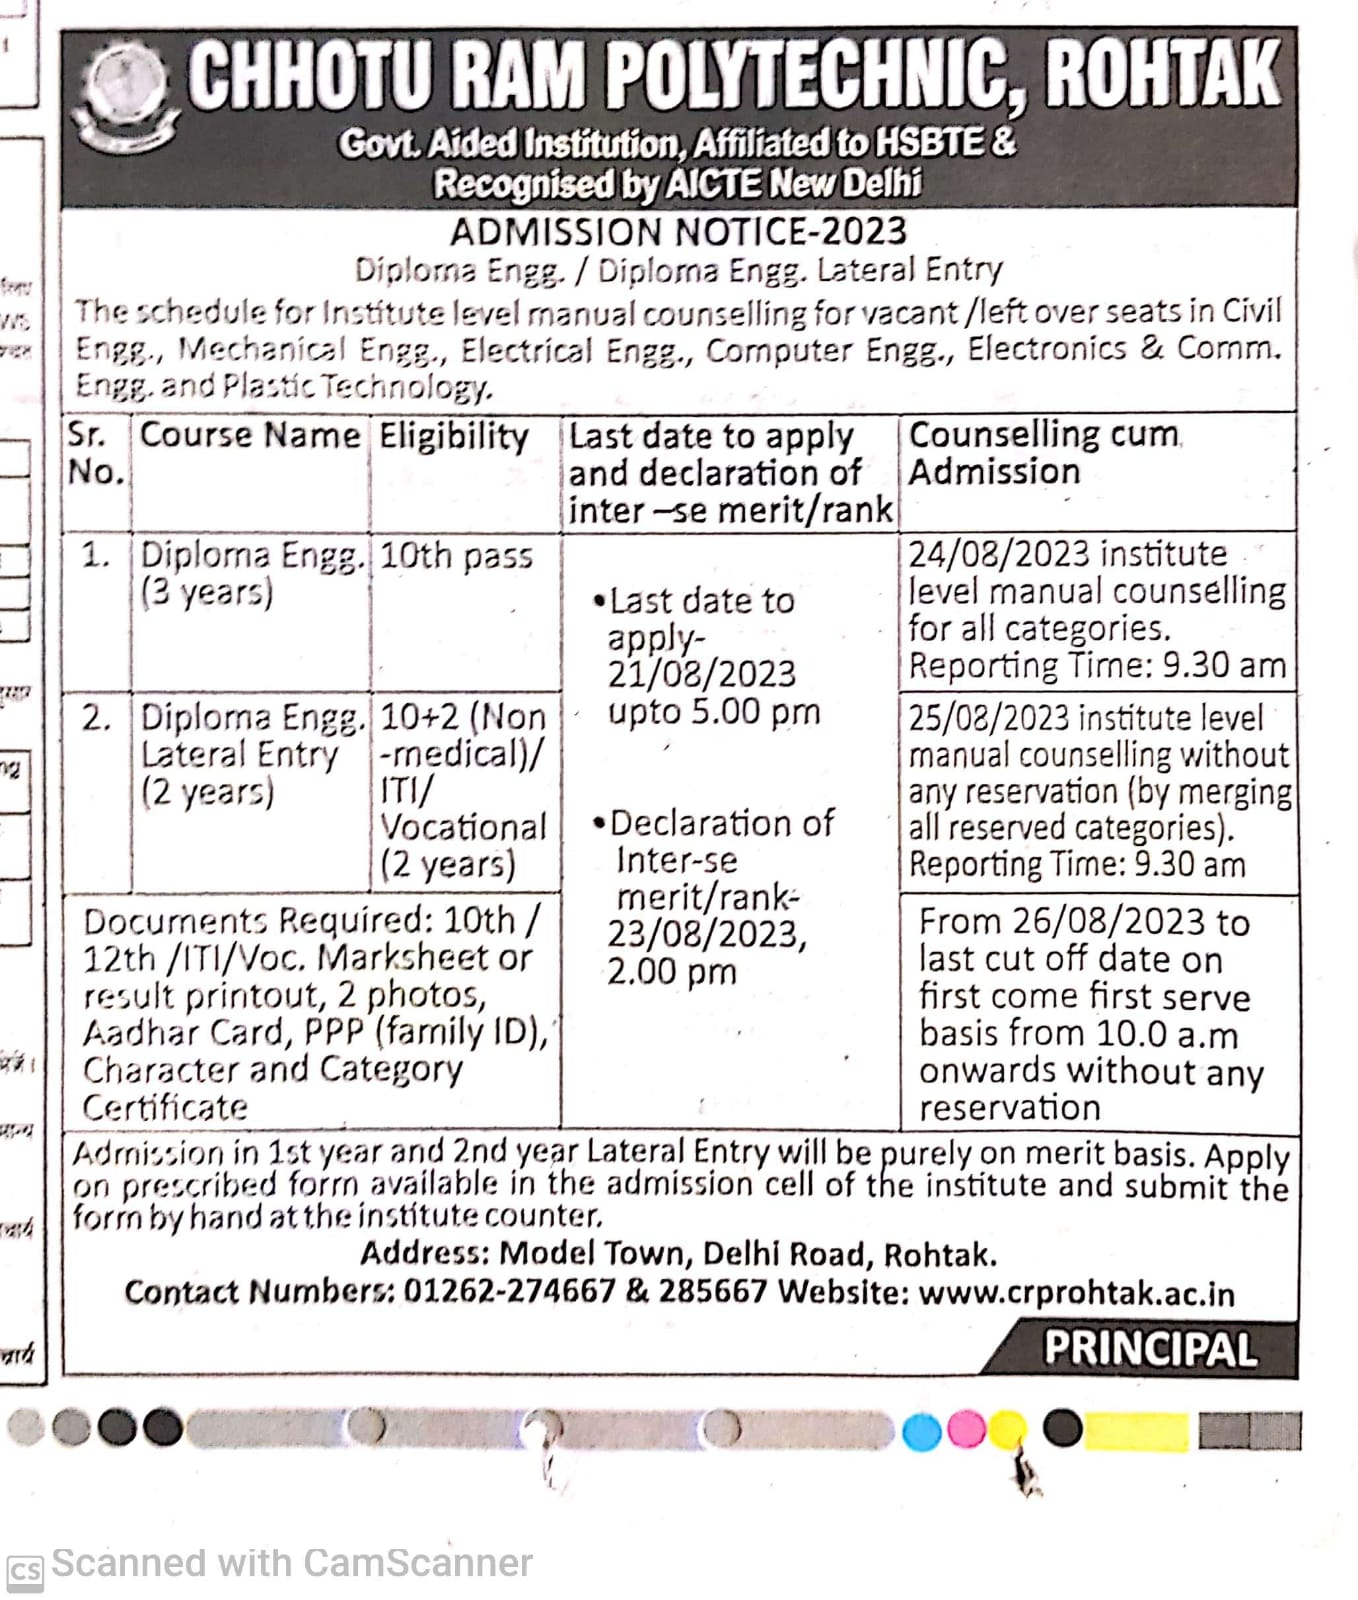 CHHOTU RAM POLYTECHNIC, ROHTAK
Govt. Aided Institution, Affiliated to HSBTE &
Recognised by AICTE New Delhi
ADMISSION NOTICE-2023
Diploma Engg. / Diploma Engg. Lateral Entry
The schedule for Institute level manual counselling for vacant /left over seats in Civil
Engg., Mechanical Engg., Electrical Engg., Computer Engg., Electronics & Comm.
Engg. and Plastic Technology.
Sr.
No.
Course Name
Eligibility
Last date to apply
and declaration of
inter –se merit/rank
Counselling cum
Admission
1.
Diploma Engg.
(3 years)
10th pass
•Last date to
apply-
21/08/2023
upto 5.00 pm
24/08/2023 institute
level manual counselling
for all categories.
Reporting Time: 9.30 am
2.
Diploma Engg.
Lateral Entry
(2 years)
10+2 (Non
-medical)/
ITI/
Vocational
(2 years)
•Declaration of
Inter-se
merit/rank-
23/08/2023,
2.00 pm
25/08/2023 institute level
manual counselling without
any reservation (by merging
all reserved categories).
Reporting Time: 9.30 am
Documents Required: 10th /
12th /ITI/Voc. Marksheet or
result printout, 2 photos,
Aadhar Card, PPP (family ID),
Character and Category
Certificate
From 26/08/2023 to
last cut off date on
first come first serve
basis from 10.0 a.m
onwards without any
reservation
Admission in 1st year and 2nd year Lateral Entry will be purely on merit basis. Apply
on prescribed form available in the admission cell of the institute and submit the
form by hand at the institute counter.
Address: Model Town, Delhi Road, Rohtak.
Contact Numbers: 01262-274667 & 285667 Website: www.crprohtak.ac.in
PRINCIPAL
CS Scanned with CamScanner